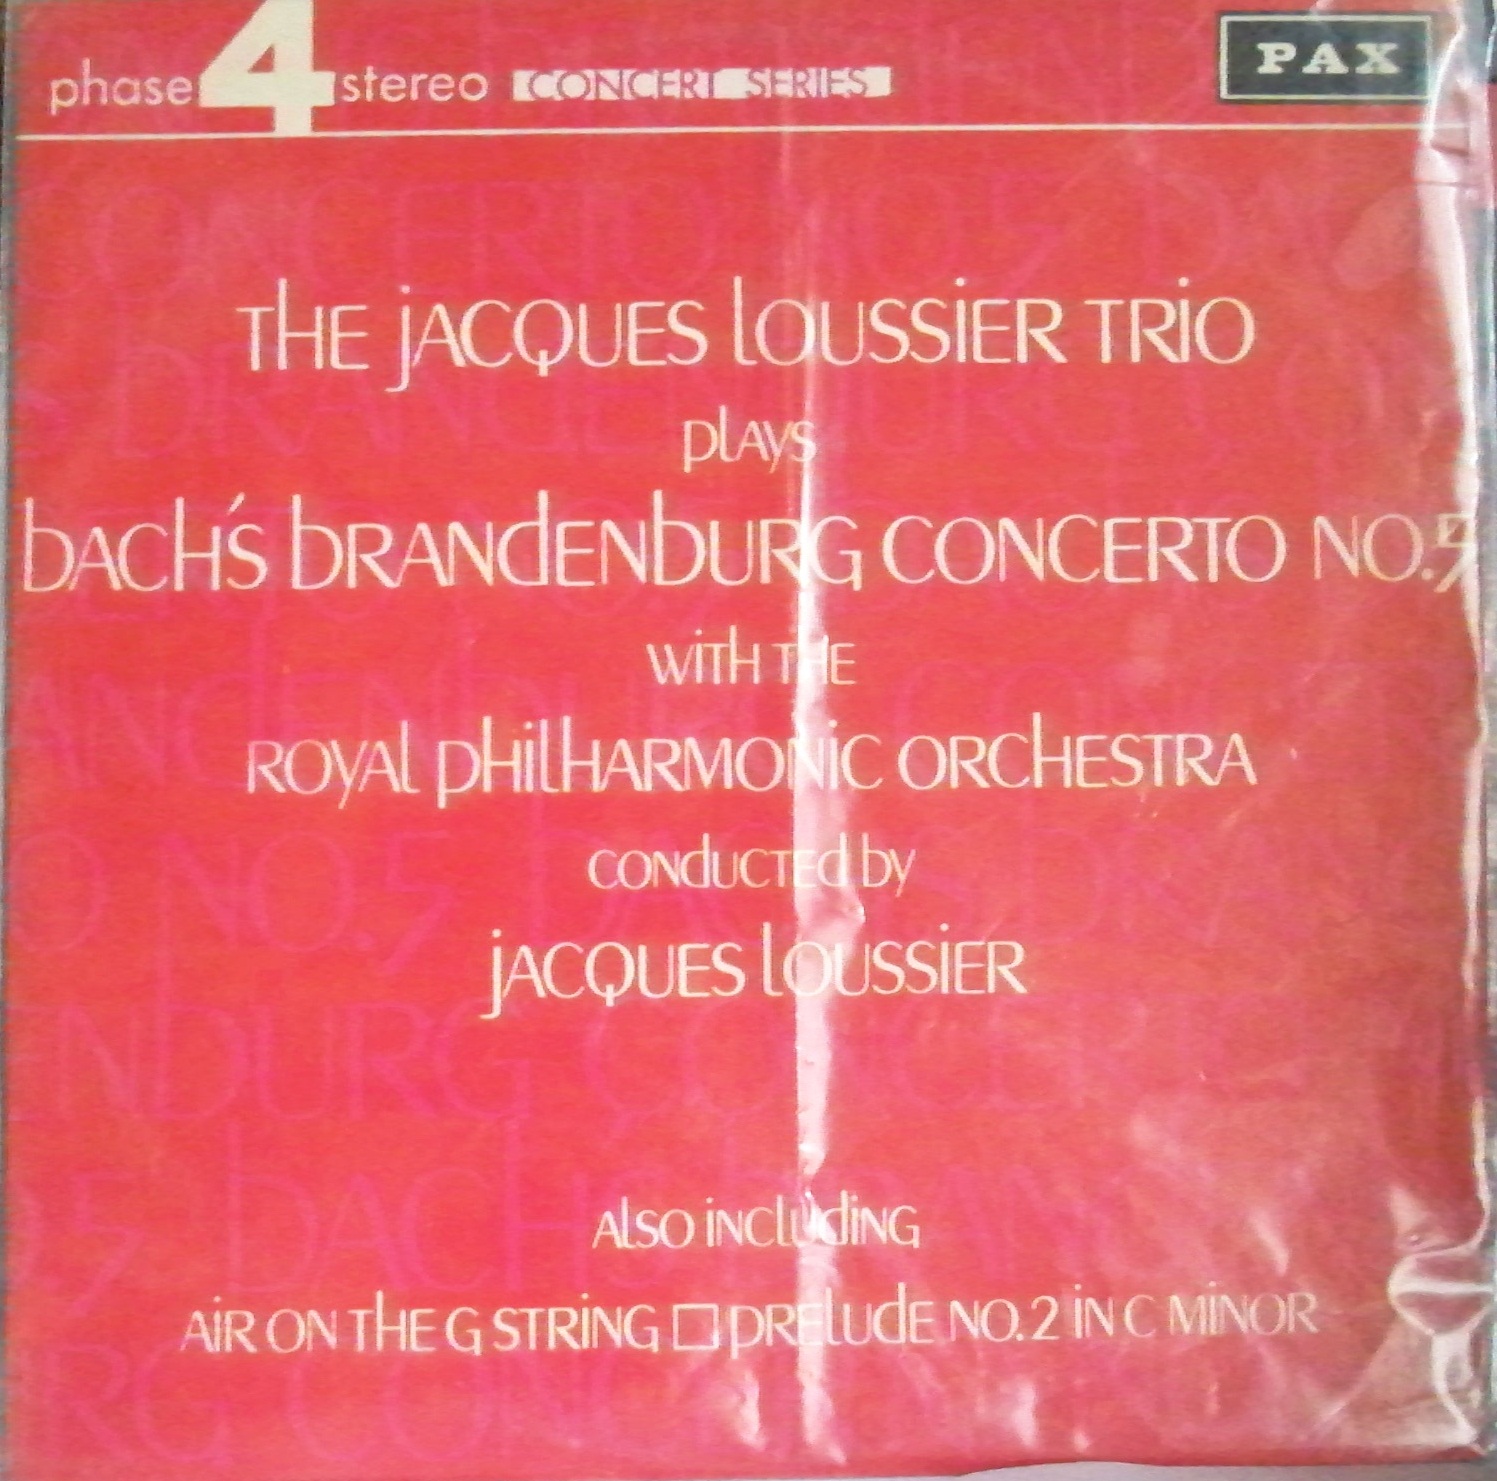 phase 4 stereo CONCERT SERIES
PAX
THE JACQUES LOUSSIER TRIO
PLAYS
BACH'S BRANDENBURG CONCERTO NO.5
WITH THE
ROYAL PHILHARMONIC ORCHESTRA
CONDUCTED BY
JACQUES LOUSSIER
ALSO INCLUDING
AIR ON THE G STRING □ PRELUDE NO.2 IN C MINOR